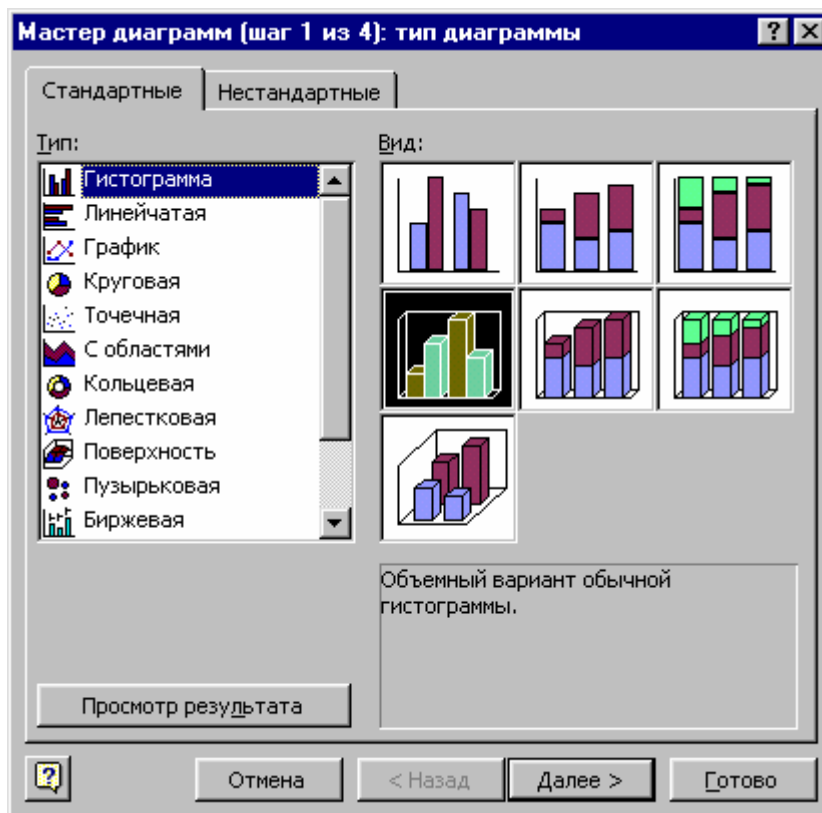 Мастер диаграмм (шаг 1 из 4): тип диаграммы
Стандартные
Нестандартные
Тип:
Гистограмма
Линейчатая
График
Круговая
Точечная
С областями
Кольцевая
Лепестковая
Поверхность
Пузырьковая
Биржевая
Вид:
Объемный вариант обычной
гистограммы.
Просмотр результата
Отмена
< Назад
Далее >
Готово